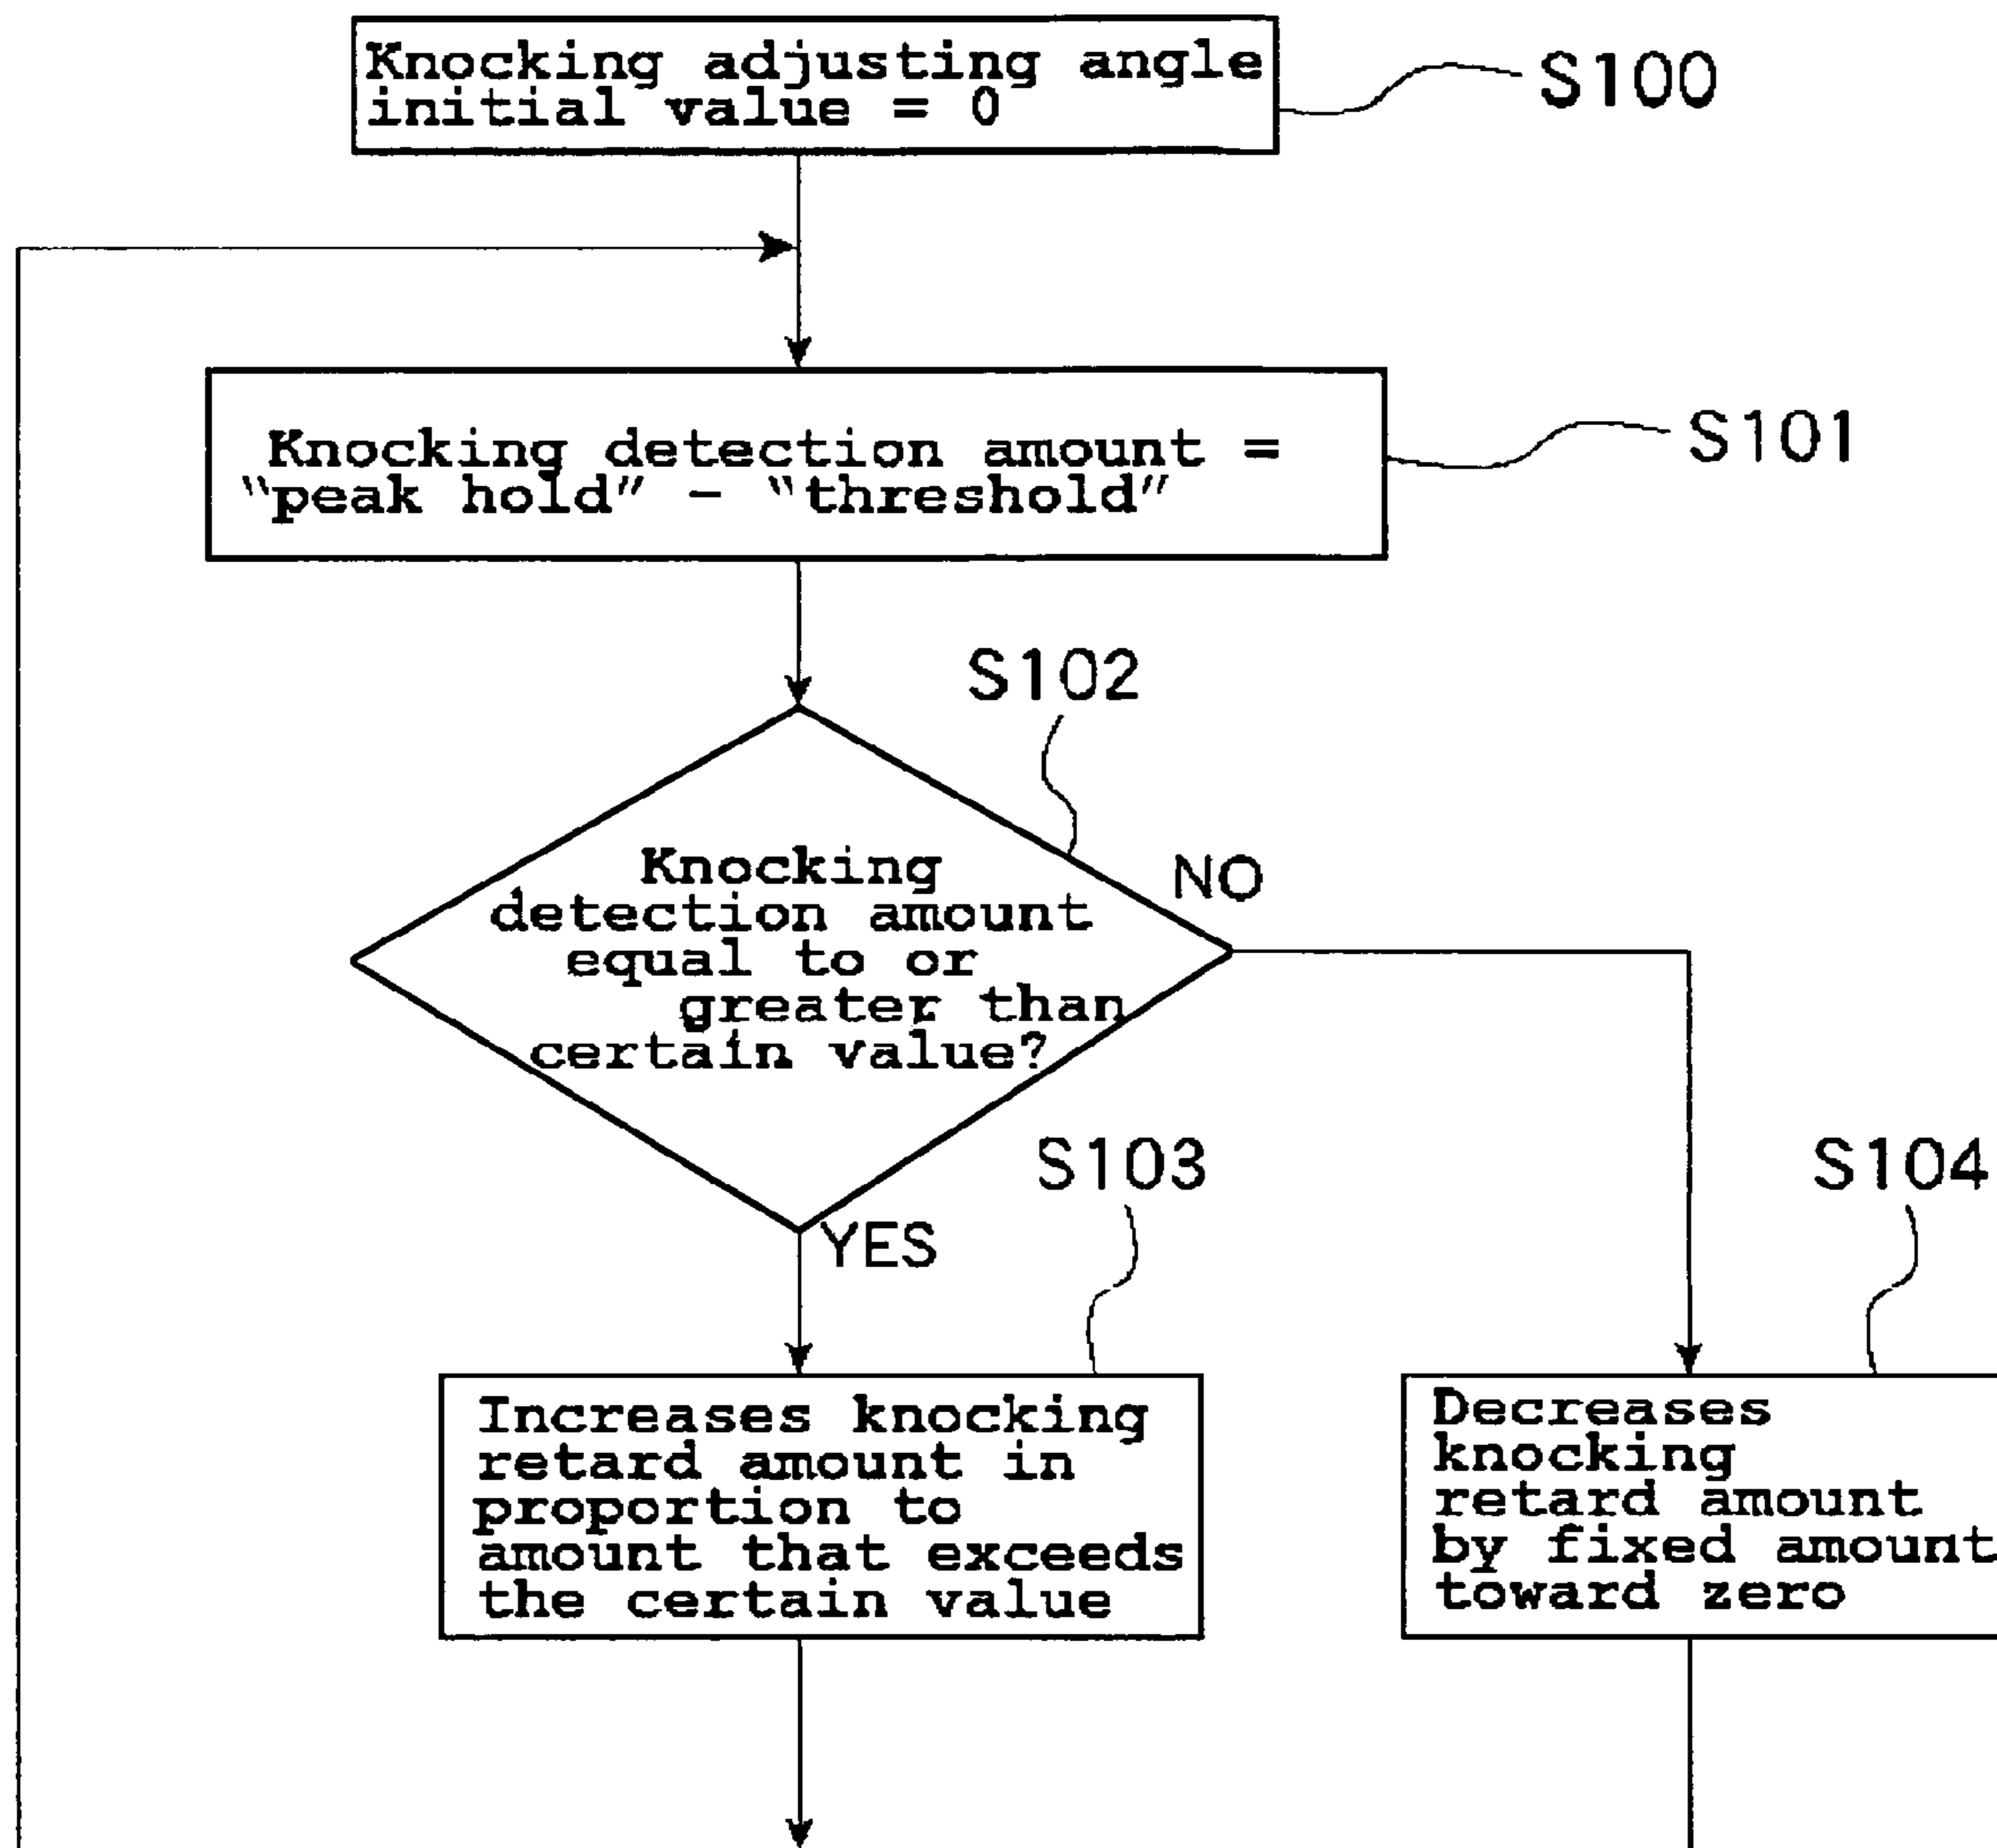 Knocking adjusting angle
initial value = 0
S100
Knocking detection amount =
"peak hold" - "threshold"
S101
S102
Knocking
detection amount
equal to or
greater than
certain value?
NO
YES
S103
S104
Increases knocking
retard amount in
proportion to
amount that exceeds
the certain value
Decreases
knocking
retard amount
by fixed amount
toward zero